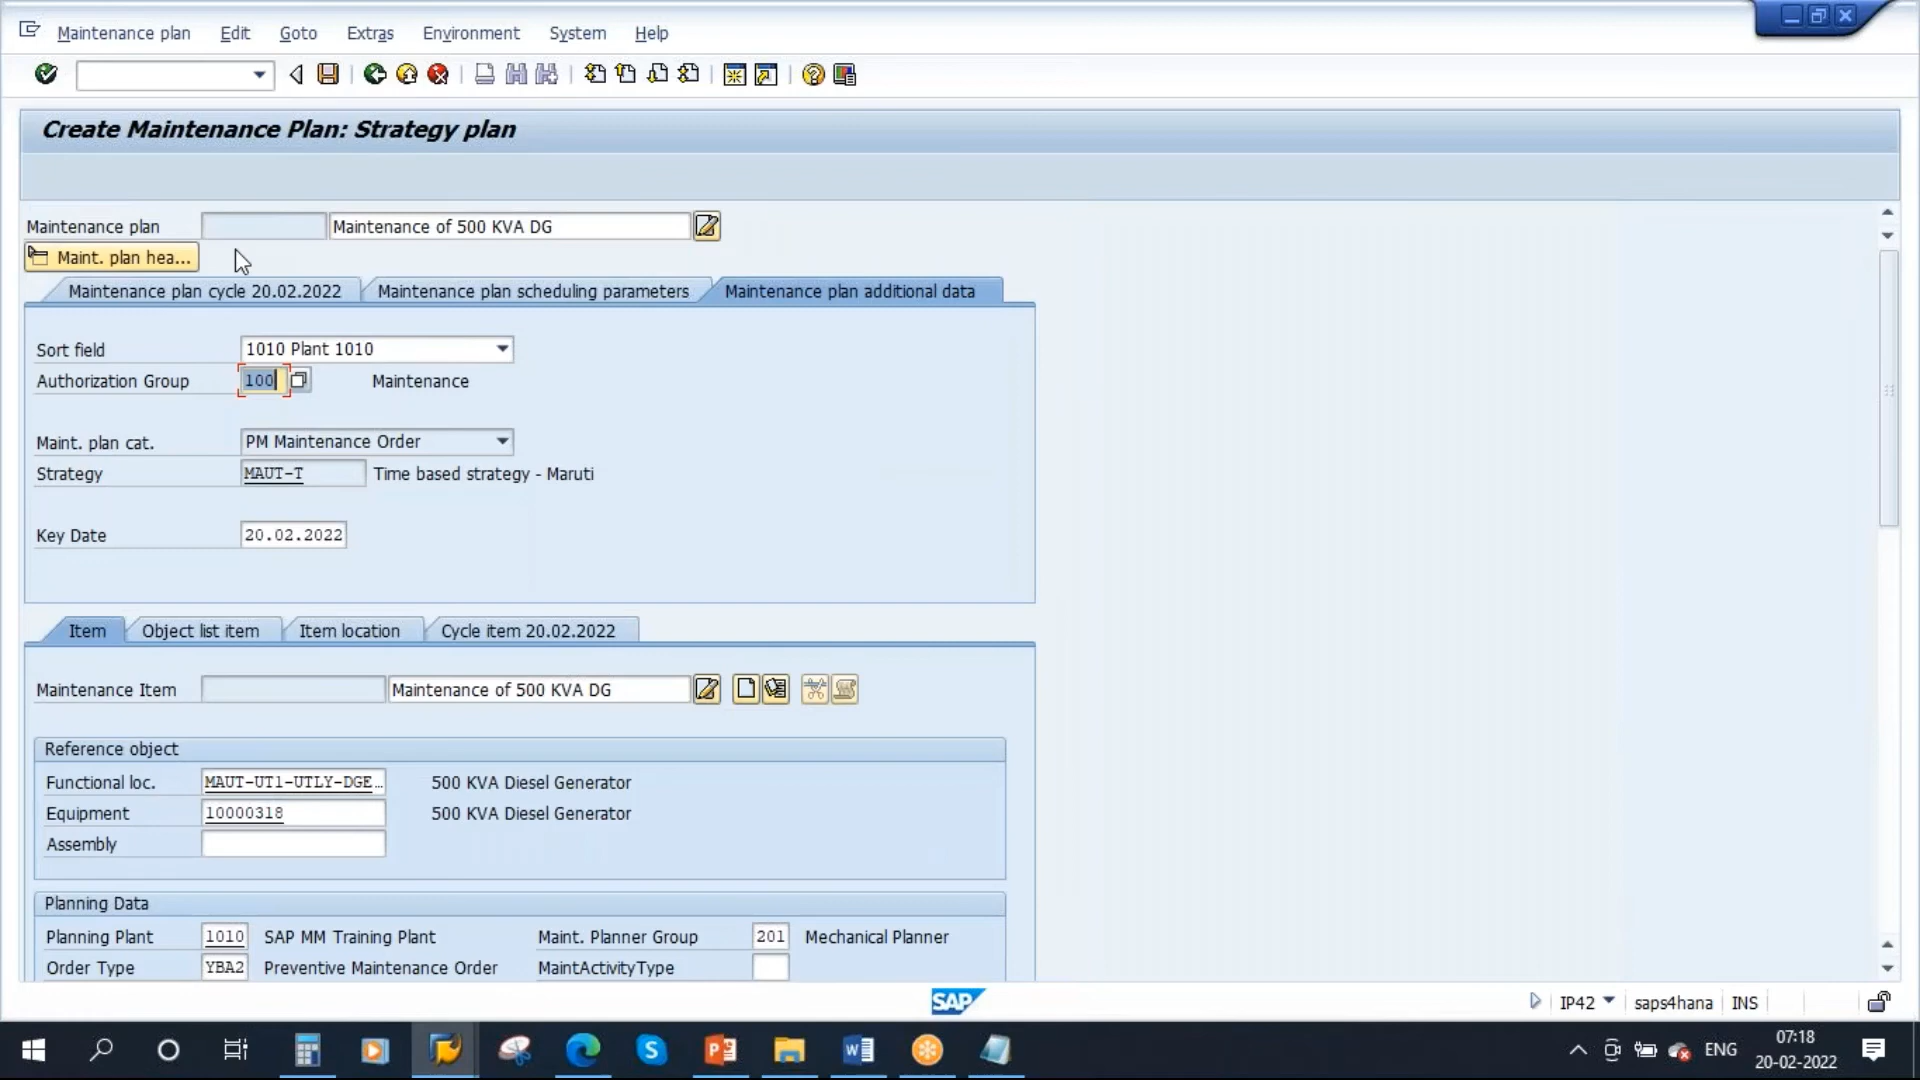 Maintenance plan Edit Goto Extras Environment System Help
Create Maintenance Plan: Strategy plan
Maintenance plan Maintenance of 500 KVA DG
Maint. plan hea...
Maintenance plan cycle 20.02.2022 Maintenance plan scheduling parameters Maintenance plan additional data
Sort field 1010 Plant 1010
Authorization Group 100 Maintenance
Maint. plan cat. PM Maintenance Order
Strategy MAUT-T Time based strategy - Maruti
Key Date 20.02.2022
Item Object list item Item location Cycle item 20.02.2022
Maintenance Item Maintenance of 500 KVA DG
Reference object
Functional loc. MAUT-UT1-UTLY-DGE… 500 KVA Diesel Generator
Equipment 10000318 500 KVA Diesel Generator
Assembly
Planning Data
Planning Plant 1010 SAP MM Training Plant Maint. Planner Group 201 Mechanical Planner
Order Type YBA2 Preventive Maintenance Order MaintActivityType
SAP IP42 saps4hana INS
ENG 07:18
20-02-2022